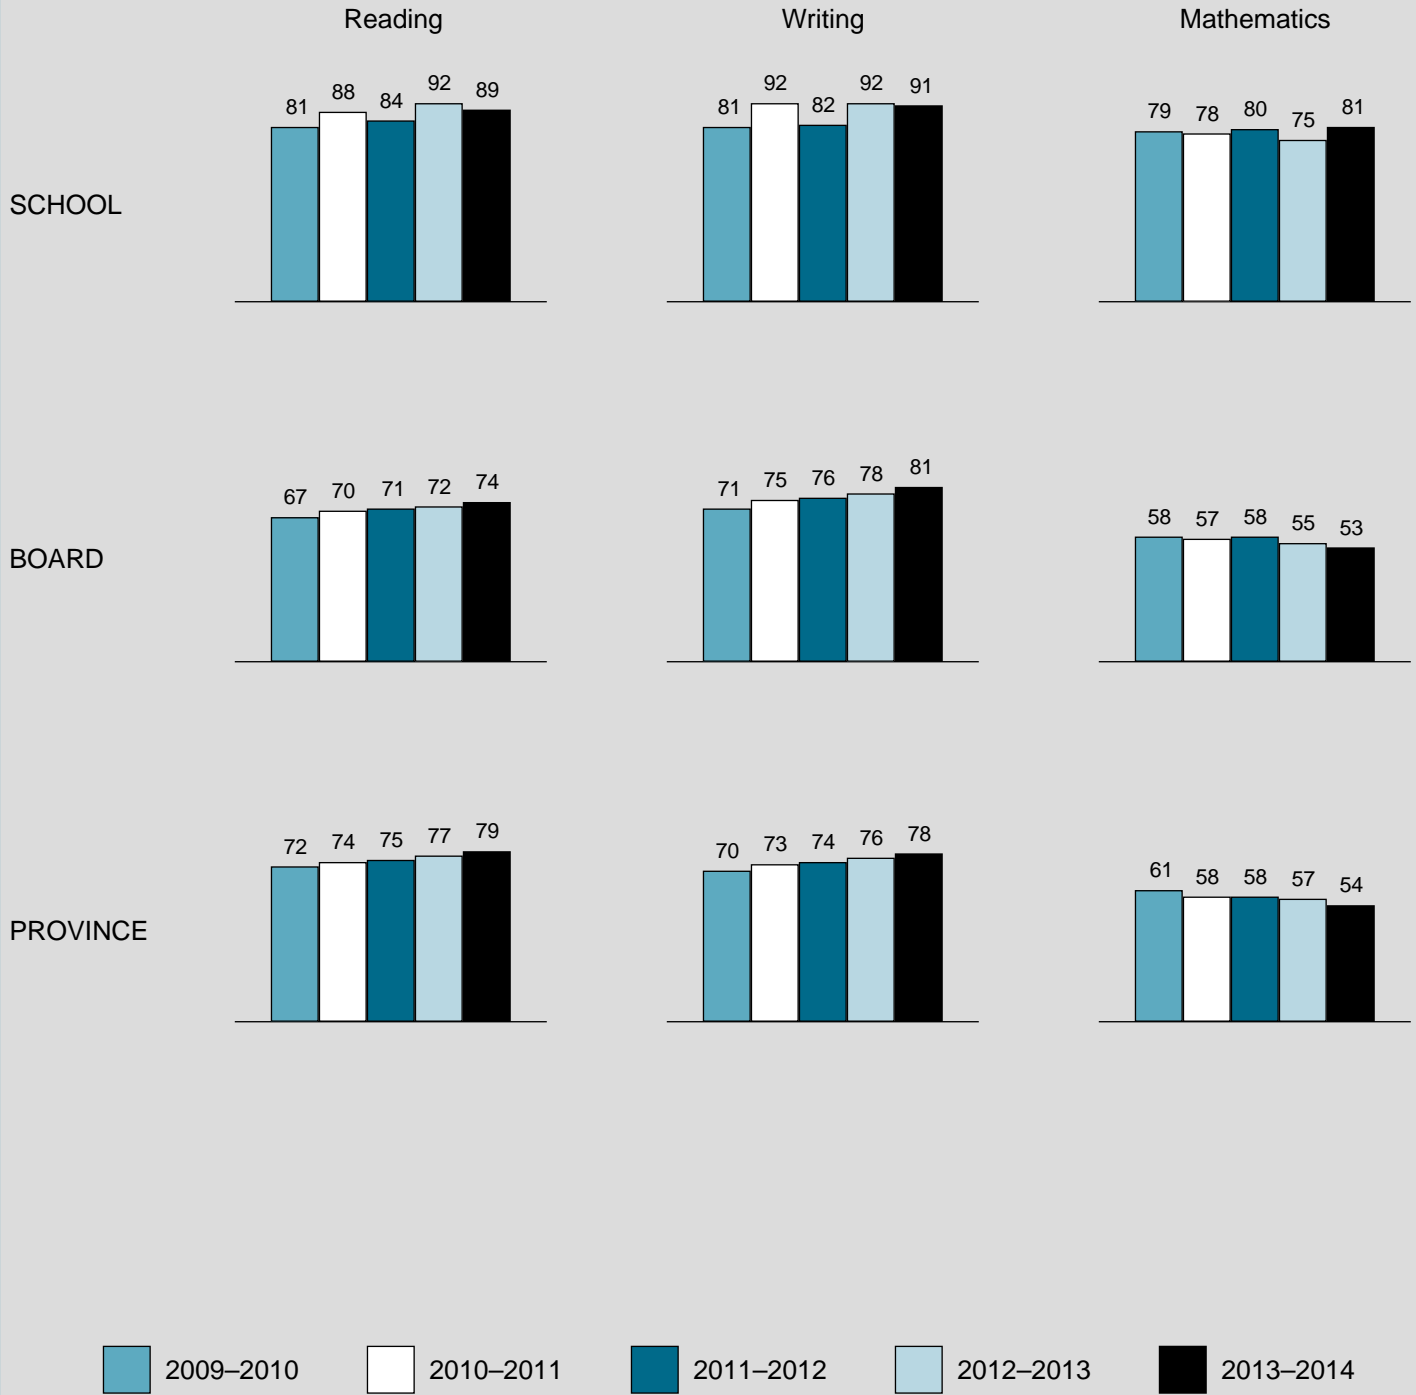 Reading Writing Mathematics
SCHOOL
81 88 84 92 89
81 92 82 92 91
79 78 80 75 81
BOARD
67 70 71 72 74
71 75 76 78 81
58 57 58 55 53
PROVINCE
72 74 75 77 79
70 73 74 76 78
61 58 58 57 54
2009–2010 2010–2011 2011–2012 2012–2013 2013–2014